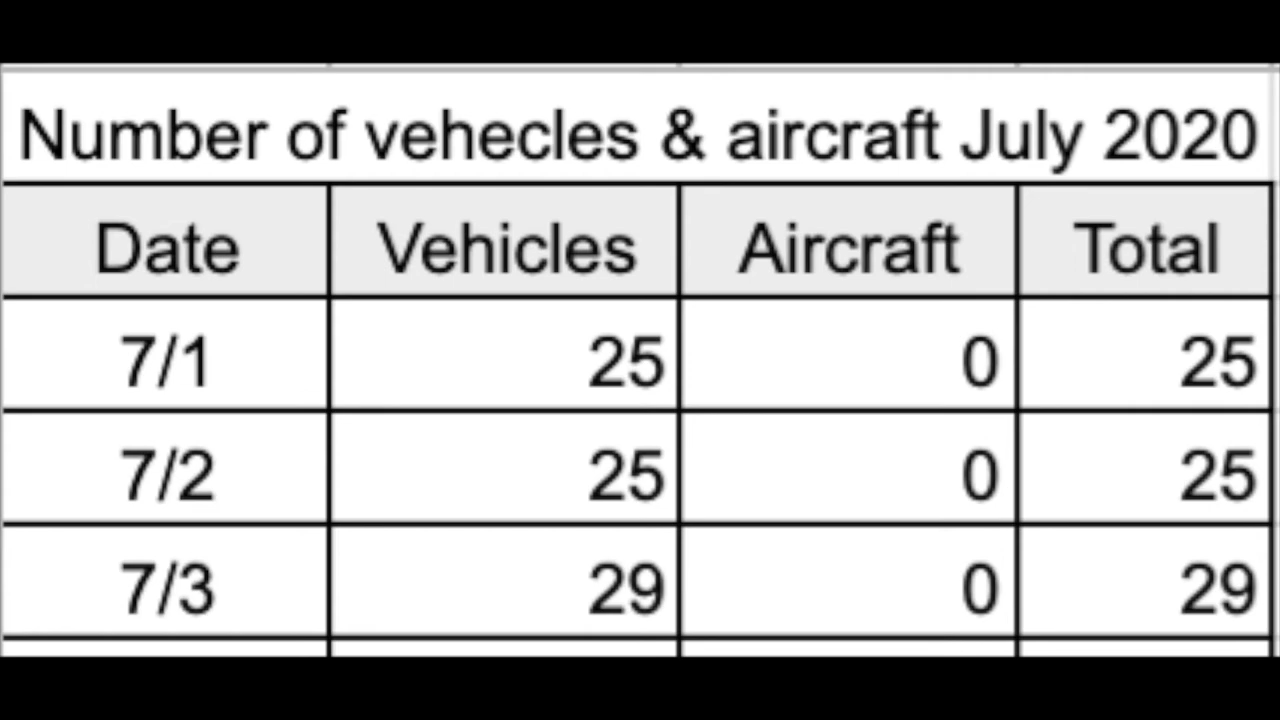 Number of vehecles & aircraft July 2020
Date Vehicles Aircraft Total
7/1 25 0 25
7/2 25 0 25
7/3 29 0 29